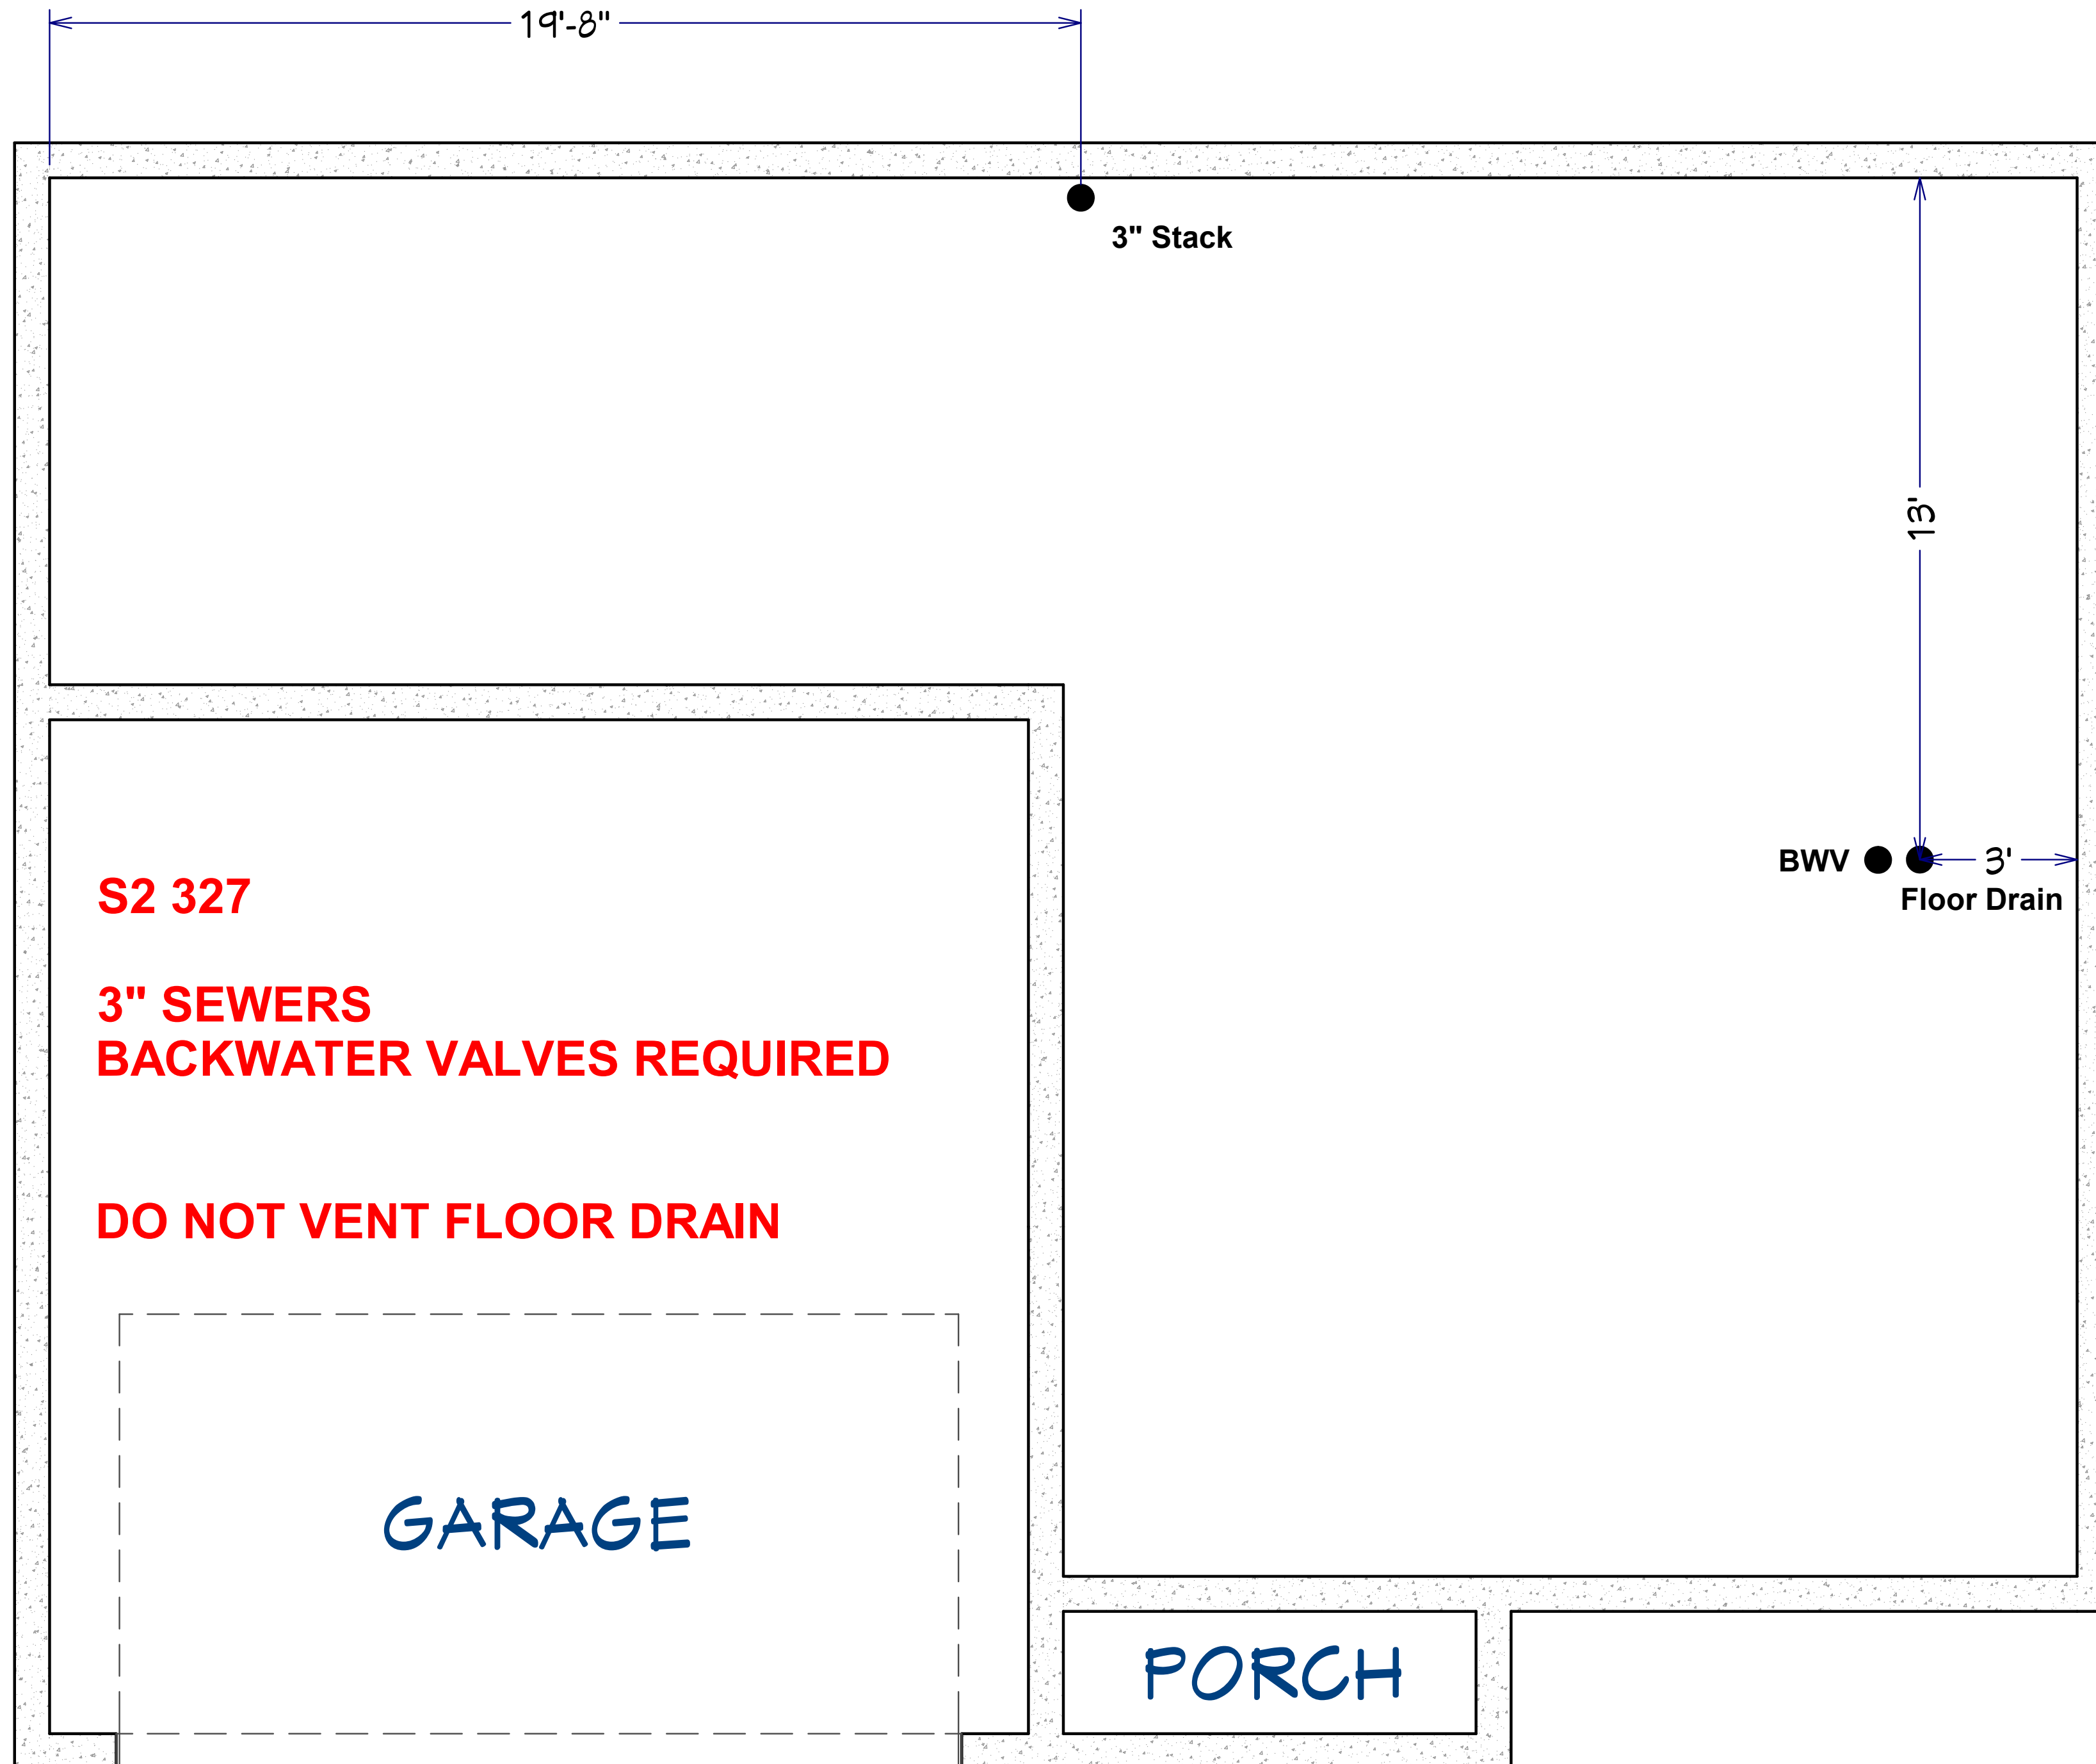 19'-8"
3" Stack
13'
BWV
3'
Floor Drain
S2 327
3" SEWERS
BACKWATER VALVES REQUIRED
DO NOT VENT FLOOR DRAIN
GARAGE
PORCH